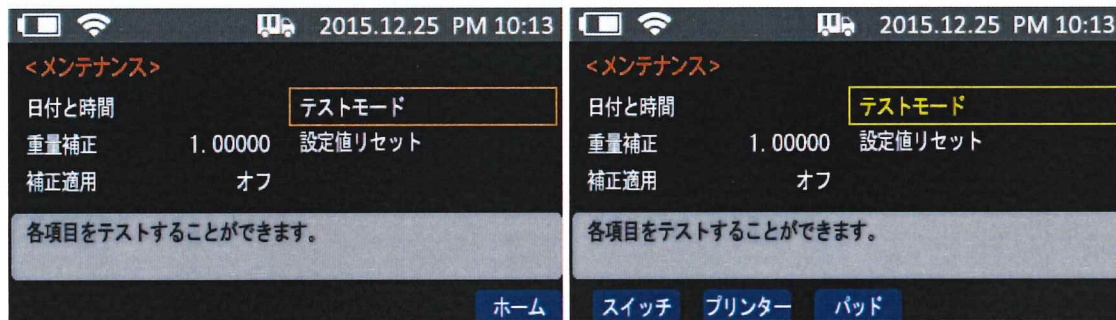 2015.12.25 PM 10:13
<メンテナンス>
日付と時間 テストモード
重量補正 1.00000 設定値リセット
補正適用 オフ
各項目をテストすることができます。
ホーム
2015.12.25 PM 10:13
<メンテナンス>
日付と時間 テストモード
重量補正 1.00000 設定値リセット
補正適用 オフ
各項目をテストすることができます。
スイッチ プリンター パッド